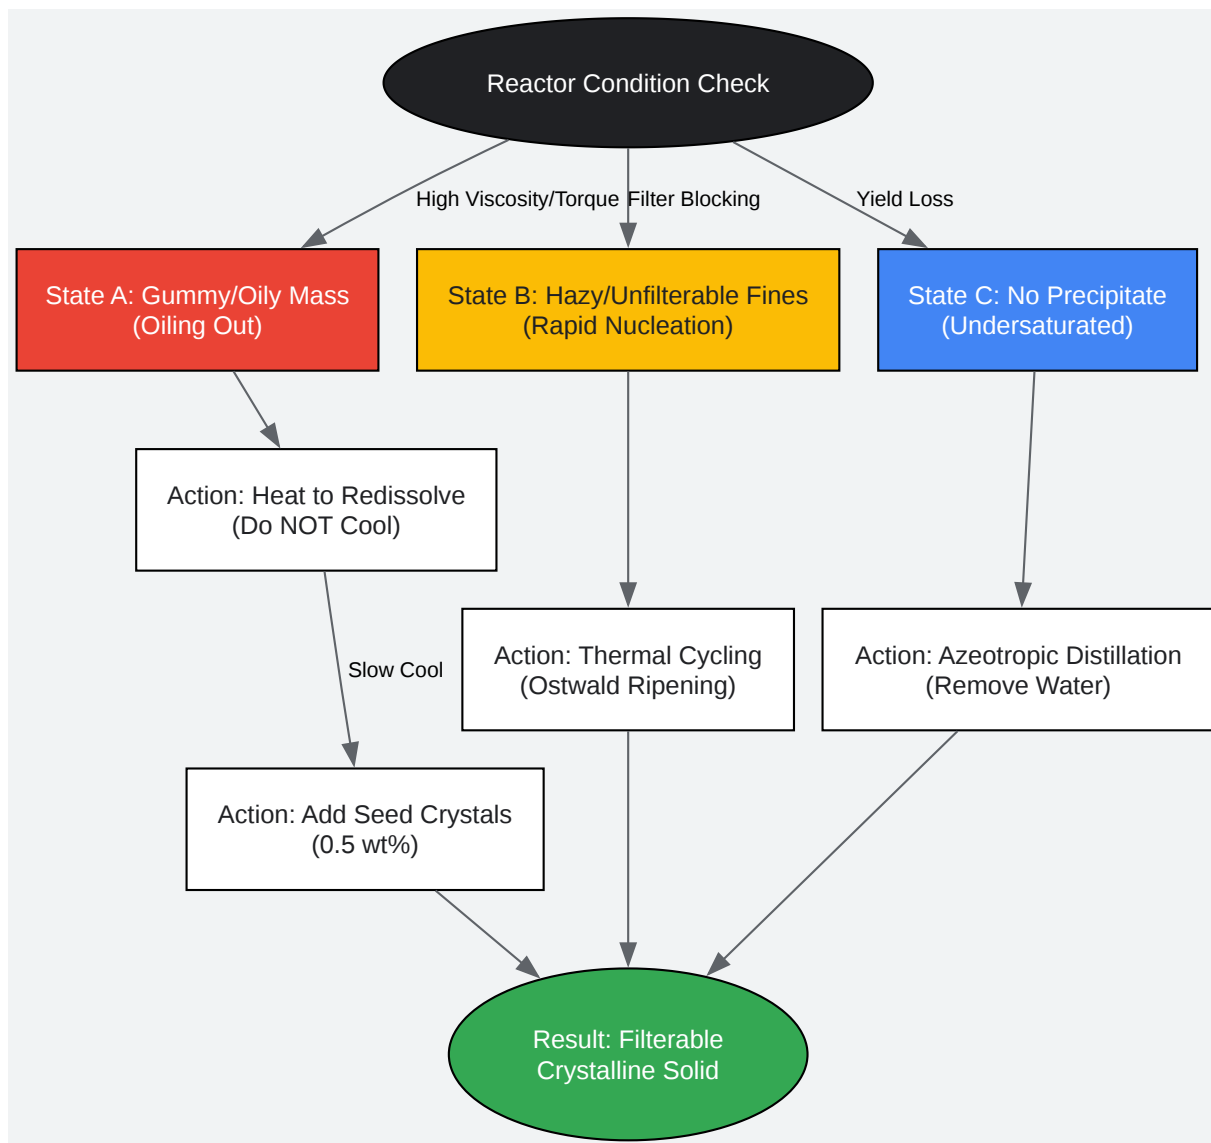 Reactor Condition Check
High Viscosity/Torque
Filter Blocking
Yield Loss
State A: Gummy/Oily Mass
(Oiling Out)
State B: Hazy/Unfilterable Fines
(Rapid Nucleation)
State C: No Precipitate
(Undersaturated)
Action: Heat to Redissolve
(Do NOT Cool)
Slow Cool
Action: Thermal Cycling
(Ostwald Ripening)
Action: Azeotropic Distillation
(Remove Water)
Action: Add Seed Crystals
(0.5 wt%)
Result: Filterable
Crystalline Solid